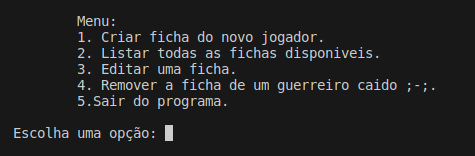 Menu:
1. Criar ficha do novo jogador.
2. Listar todas as fichas disponiveis.
3. Editar uma ficha.
4. Remover a ficha de um guerreiro caido ;-;.
5.Sair do programa.
Escolha uma opção: